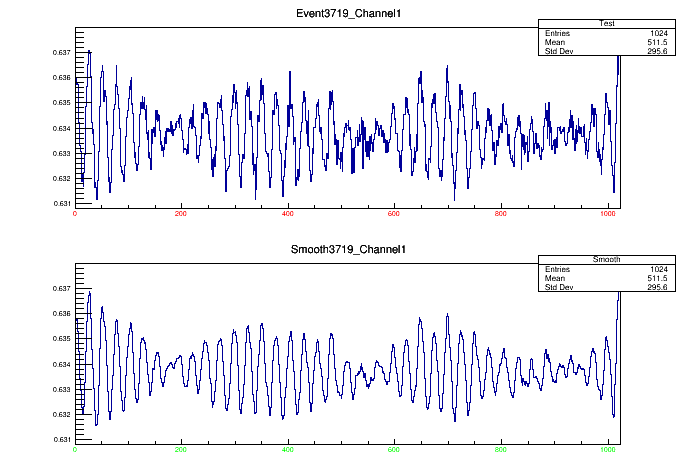 Event3719_Channel1
Test
Entries 1024
Mean 511.5
Std Dev 295.6
0.637
0.636
0.635
0.634
0.633
0.632
0.631
0 200 400 600 800 1000
Smooth3719_Channel1
Smooth
Entries 1024
Mean 511.5
Std Dev 295.6
0.637
0.636
0.635
0.634
0.633
0.632
0.631
0 200 400 600 800 1000